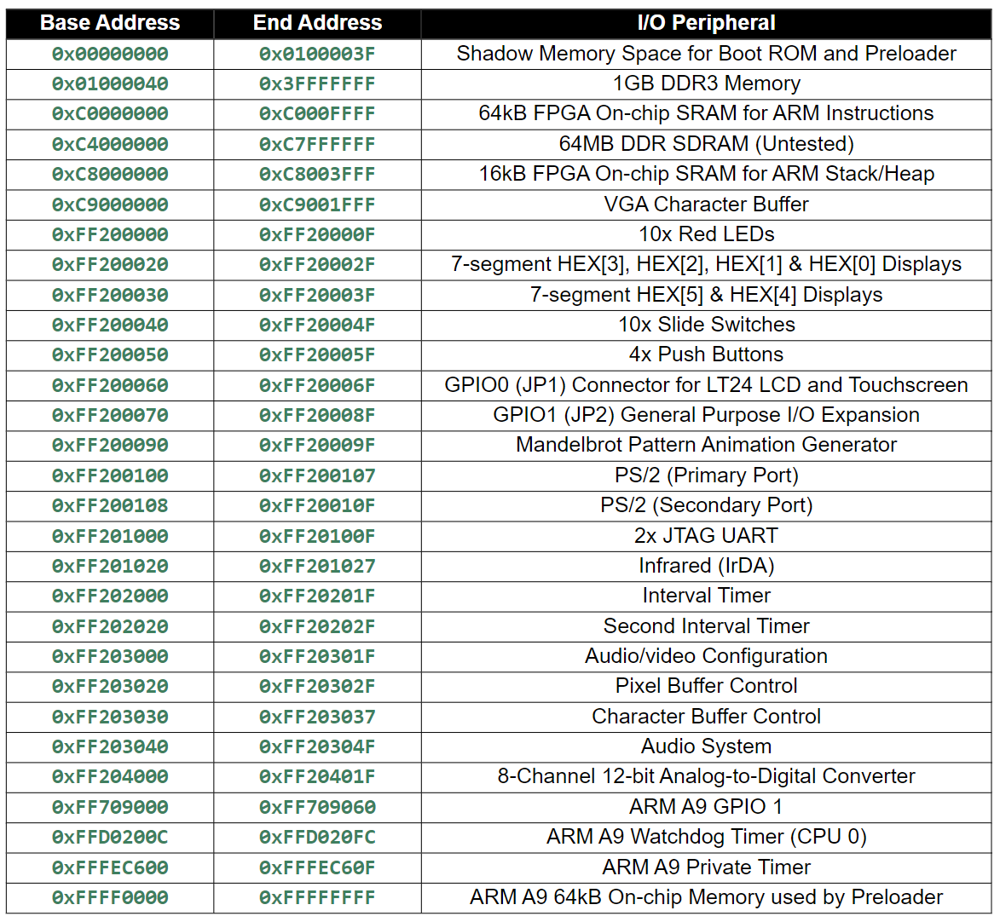 Base Address End Address I/O Peripheral
0x00000000 0x0100003F Shadow Memory Space for Boot ROM and Preloader
0x01000040 0x3FFFFFFF 1GB DDR3 Memory
0xC0000000 0xC000FFFF 64kB FPGA On-chip SRAM for ARM Instructions
0xC4000000 0xC7FFFFFF 64MB DDR SDRAM (Untested)
0xC8000000 0xC8003FFF 16kB FPGA On-chip SRAM for ARM Stack/Heap
0xC9000000 0xC9001FFF VGA Character Buffer
0xFF200000 0xFF20000F 10x Red LEDs
0xFF200020 0xFF20002F 7-segment HEX[3], HEX[2], HEX[1] & HEX[0] Displays
0xFF200030 0xFF20003F 7-segment HEX[5] & HEX[4] Displays
0xFF200040 0xFF20004F 10x Slide Switches
0xFF200050 0xFF20005F 4x Push Buttons
0xFF200060 0xFF20006F GPIO0 (JP1) Connector for LT24 LCD and Touchscreen
0xFF200070 0xFF20008F GPIO1 (JP2) General Purpose I/O Expansion
0xFF200090 0xFF20009F Mandelbrot Pattern Animation Generator
0xFF200100 0xFF200107 PS/2 (Primary Port)
0xFF200108 0xFF20010F PS/2 (Secondary Port)
0xFF201000 0xFF20100F 2x JTAG UART
0xFF201020 0xFF201027 Infrared (IrDA)
0xFF202000 0xFF20201F Interval Timer
0xFF202020 0xFF20202F Second Interval Timer
0xFF203000 0xFF20301F Audio/video Configuration
0xFF203020 0xFF20302F Pixel Buffer Control
0xFF203030 0xFF203037 Character Buffer Control
0xFF203040 0xFF20304F Audio System
0xFF204000 0xFF20401F 8-Channel 12-bit Analog-to-Digital Converter
0xFF709000 0xFF709060 ARM A9 GPIO 1
0xFFD0200C 0xFFD020FC ARM A9 Watchdog Timer (CPU 0)
0xFFFEC600 0xFFFEC60F ARM A9 Private Timer
0xFFFF0000 0xFFFFFFFF ARM A9 64kB On-chip Memory used by Preloader